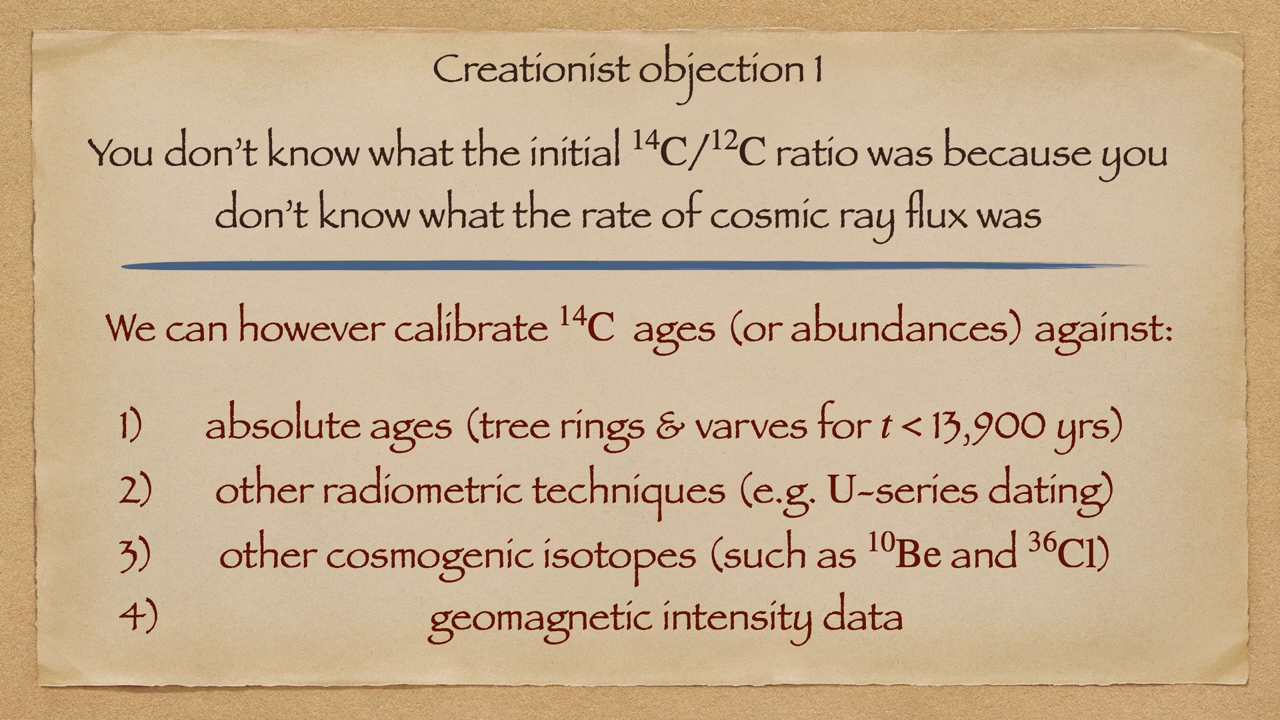 Creationist objection 1
You don't know what the initial ¹⁴C/¹²C ratio was because you
don't know what the rate of cosmic ray flux was
We can however calibrate ¹⁴C ages (or abundances) against:
1) absolute ages (tree rings & varves for t < 13,900 yrs)
2) other radiometric techniques (e.g. U-series dating)
3) other cosmogenic isotopes (such as ¹⁰Be and ³⁶Cl)
4) geomagnetic intensity data